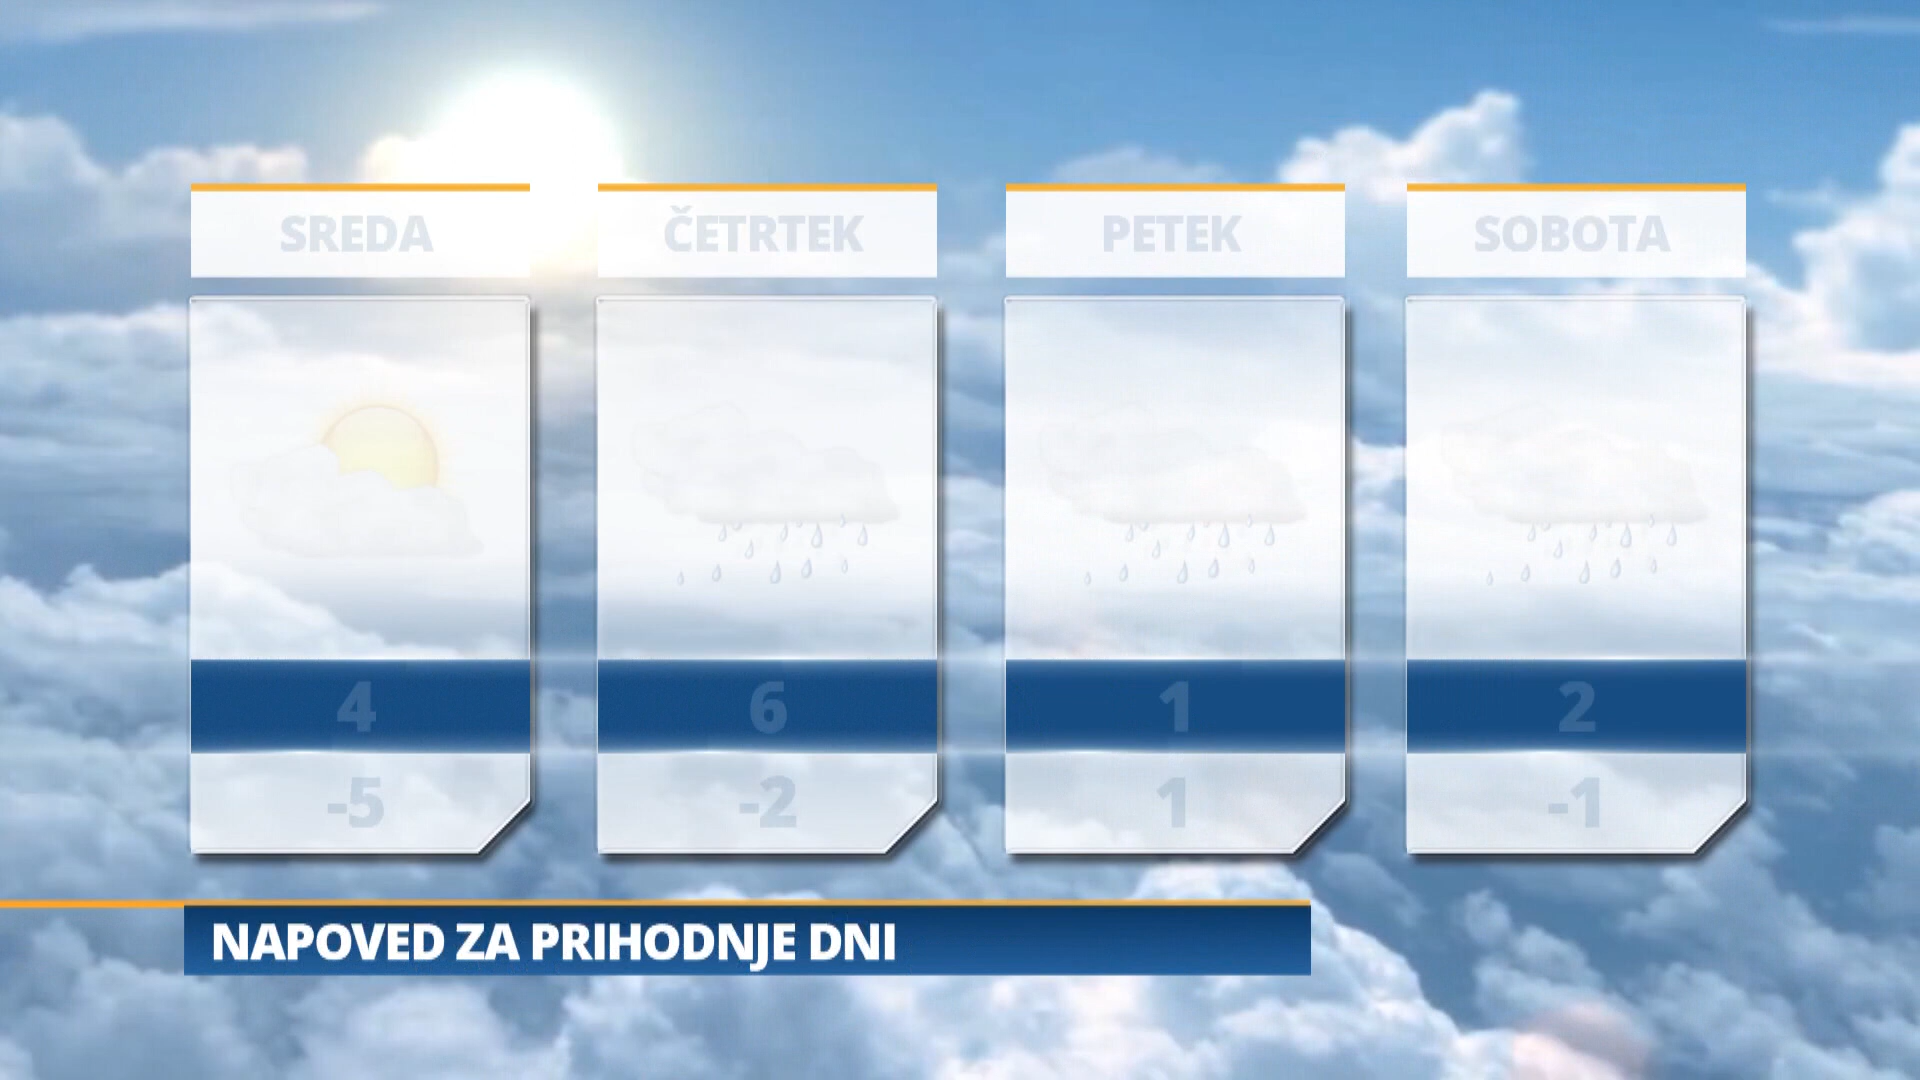 SREDA
ČETRTEK
PETEK
SOBOTA
4
6
1
2
-5
-2
1
-1
NAPOVED ZA PRIHODNJE DNI